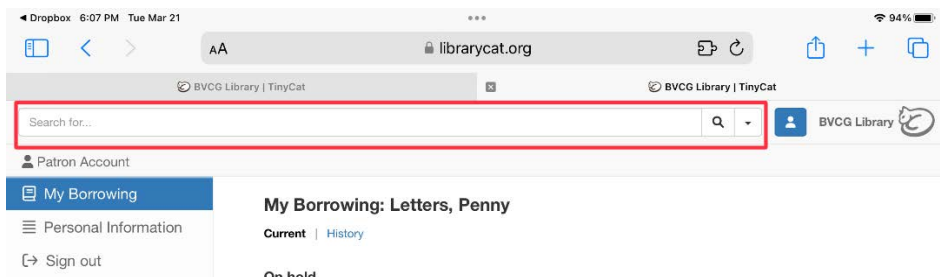 Dropbox 6:07 PM Tue Mar 21 94%
AA librarycat.org
BVCG Library | TinyCat BVCG Library | TinyCat
Search for... BVCG Library
Patron Account
My Borrowing
My Borrowing: Letters, Penny
Personal Information
Current | History
Sign out
On hold